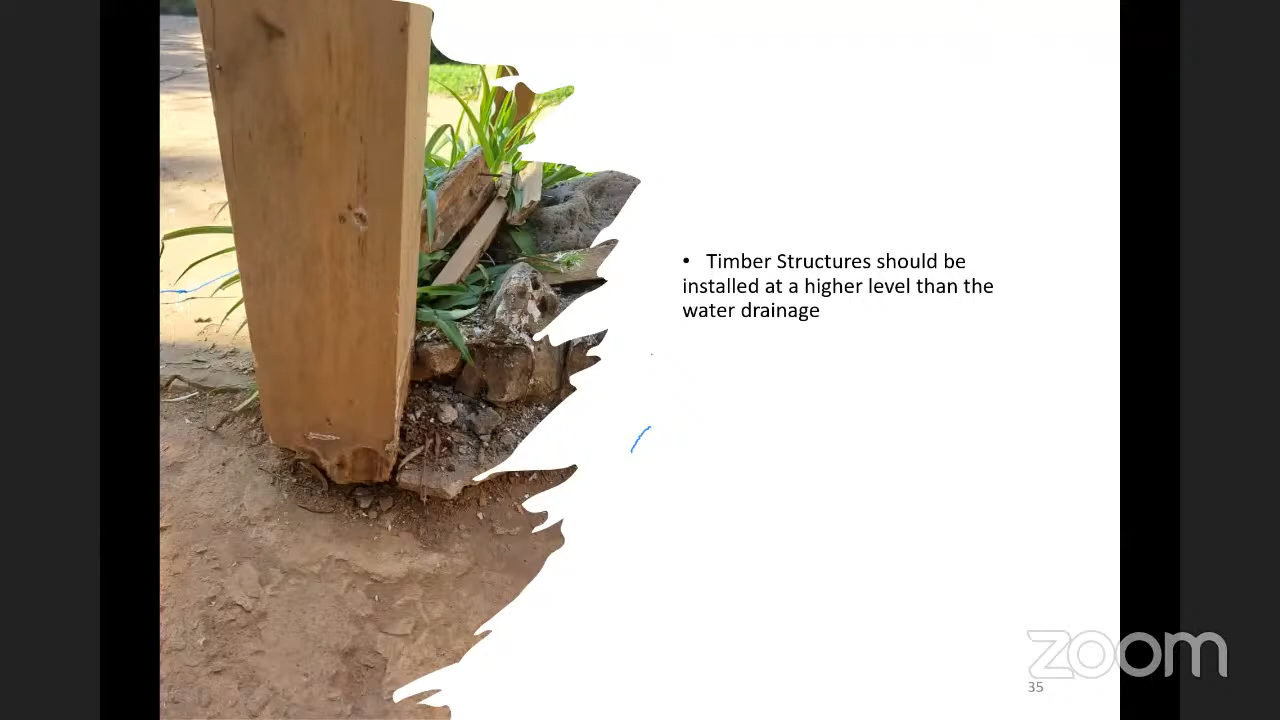 • Timber Structures should be
installed at a higher level than the
water drainage
zoom
35